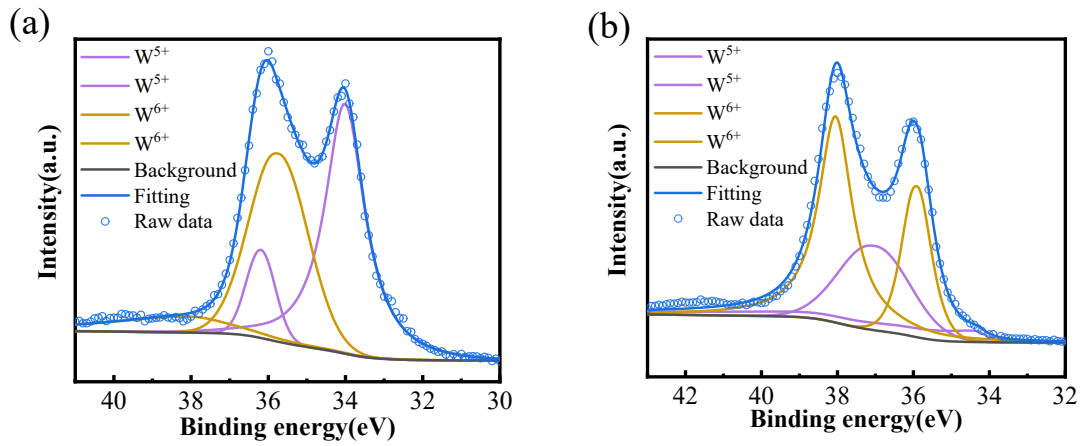 (a)
W5+
W5+
W6+
W6+
Background
Fitting
Raw data
Intensity(a.u.)
40 38 36 34 32 30
Binding energy(eV)
(b)
W5+
W5+
W6+
W6+
Background
Fitting
Raw data
Intensity(a.u.)
42 40 38 36 34 32
Binding energy(eV)